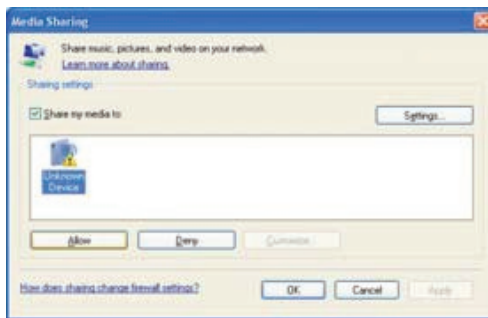 Media Sharing
Share music, pictures, and video on your network.
Learn more about sharing.
Sharing settings
Share my media to:
Settings...
Unknown
Device
Allow
Deny
Customize...
How does sharing change firewall settings?
OK
Cancel
Apply